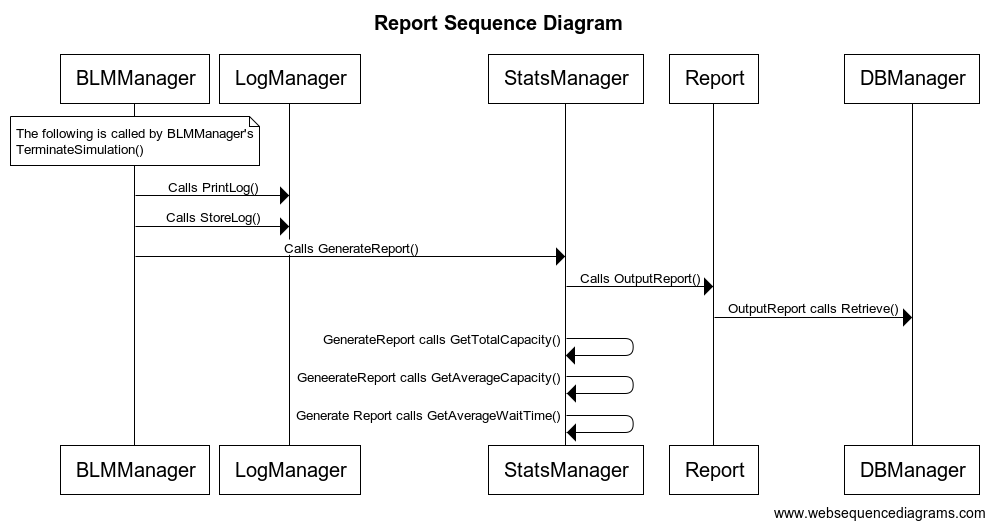 Report Sequence Diagram
BLMManager
LogManager
StatsManager
Report
DBManager
The following is called by BLMManager's
TerminateSimulation()
Calls PrintLog()
Calls StoreLog()
Calls GenerateReport()
Calls OutputReport()
OutputReport calls Retrieve()
GenerateReport calls GetTotalCapacity()
GeneerateReport calls GetAverageCapacity()
Generate Report calls GetAverageWaitTime()
BLMManager
LogManager
StatsManager
Report
DBManager
www.websequencediagrams.com